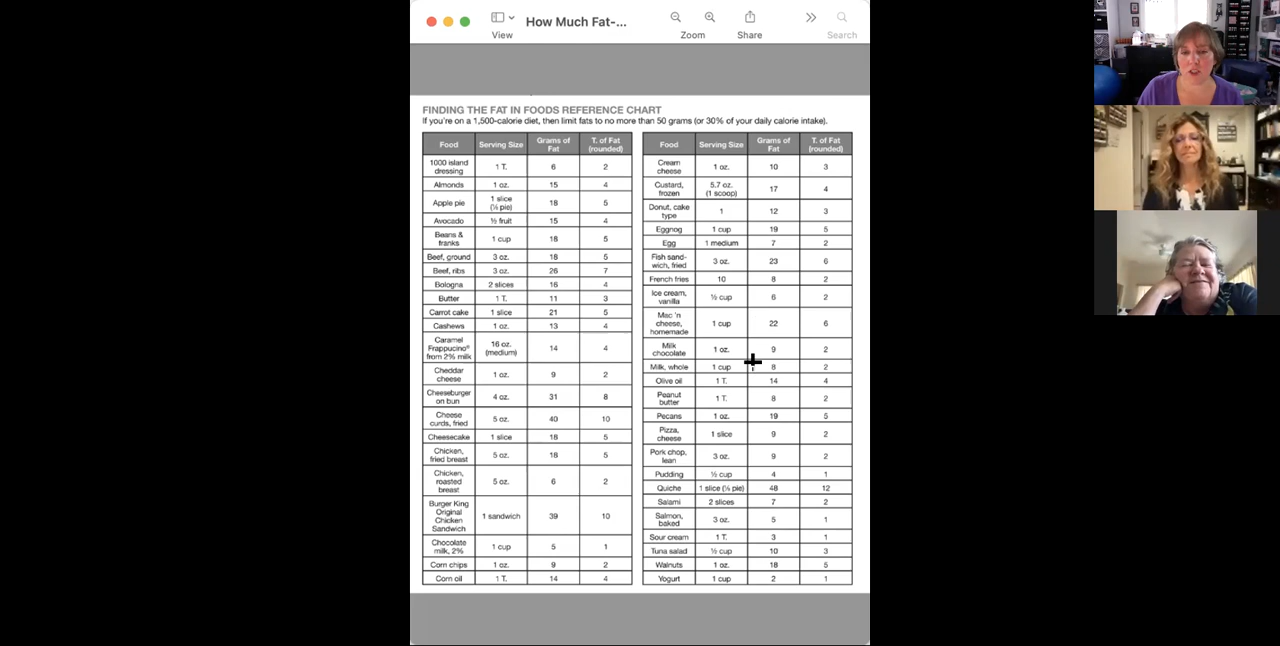 How Much Fat-...
View
Zoom
Share
Search
FINDING THE FAT IN FOODS REFERENCE CHART
If you're on a 1,500-calorie diet, then limit fats to no more than 50 grams (or 30% of your daily calorie intake).
Food Serving Size Grams of Fat T. of Fat (rounded)
1000 island dressing 1 T. 6 2
Almonds 1 oz. 15 4
Apple pie 1 slice (⅛ pie) 18 5
Avocado ½ fruit 15 4
Beans & franks 1 cup 18 5
Beef, ground 3 oz. 18 5
Beef, ribs 3 oz. 26 7
Bologna 2 slices 16 4
Butter 1 T. 11 3
Carrot cake 1 slice 21 5
Cashews 1 oz. 13 4
Caramel Frappucino® from 2% milk 16 oz. (medium) 14 4
Cheddar cheese 1 oz. 9 2
Cheeseburger on bun 4 oz. 31 8
Cheese curds, fried 5 oz. 40 10
Cheesecake 1 slice 18 5
Chicken, fried breast 5 oz. 18 5
Chicken, roasted breast 5 oz. 6 2
Burger King Original Chicken Sandwich 1 sandwich 39 10
Chocolate milk, 2% 1 cup 5 1
Corn chips 1 oz. 9 2
Corn oil 1 T. 14 4
Food Serving Size Grams of Fat T. of Fat (rounded)
Cream cheese 1 oz. 10 3
Custard, frozen 5.7 oz. (1 scoop) 17 4
Donut, cake type 1 12 3
Eggnog 1 cup 19 5
Egg 1 medium 7 2
Fish sand-wich, fried 3 oz. 23 6
French fries 10 8 2
Ice cream, vanilla ½ cup 6 2
Mac 'n cheese, homemade 1 cup 22 6
Milk chocolate 1 oz. 9 2
Milk, whole 1 cup 8 2
Olive oil 1 T. 14 4
Peanut butter 1 T. 8 2
Pecans 1 oz. 19 5
Pizza, cheese 1 slice 9 2
Pork chop, lean 3 oz. 9 2
Pudding ½ cup 4 1
Quiche 1 slice (⅛ pie) 48 12
Salami 2 slices 7 2
Salmon, baked 3 oz. 5 1
Sour cream 1 T. 3 1
Tuna salad ½ cup 10 3
Walnuts 1 oz. 18 5
Yogurt 1 cup 2 1